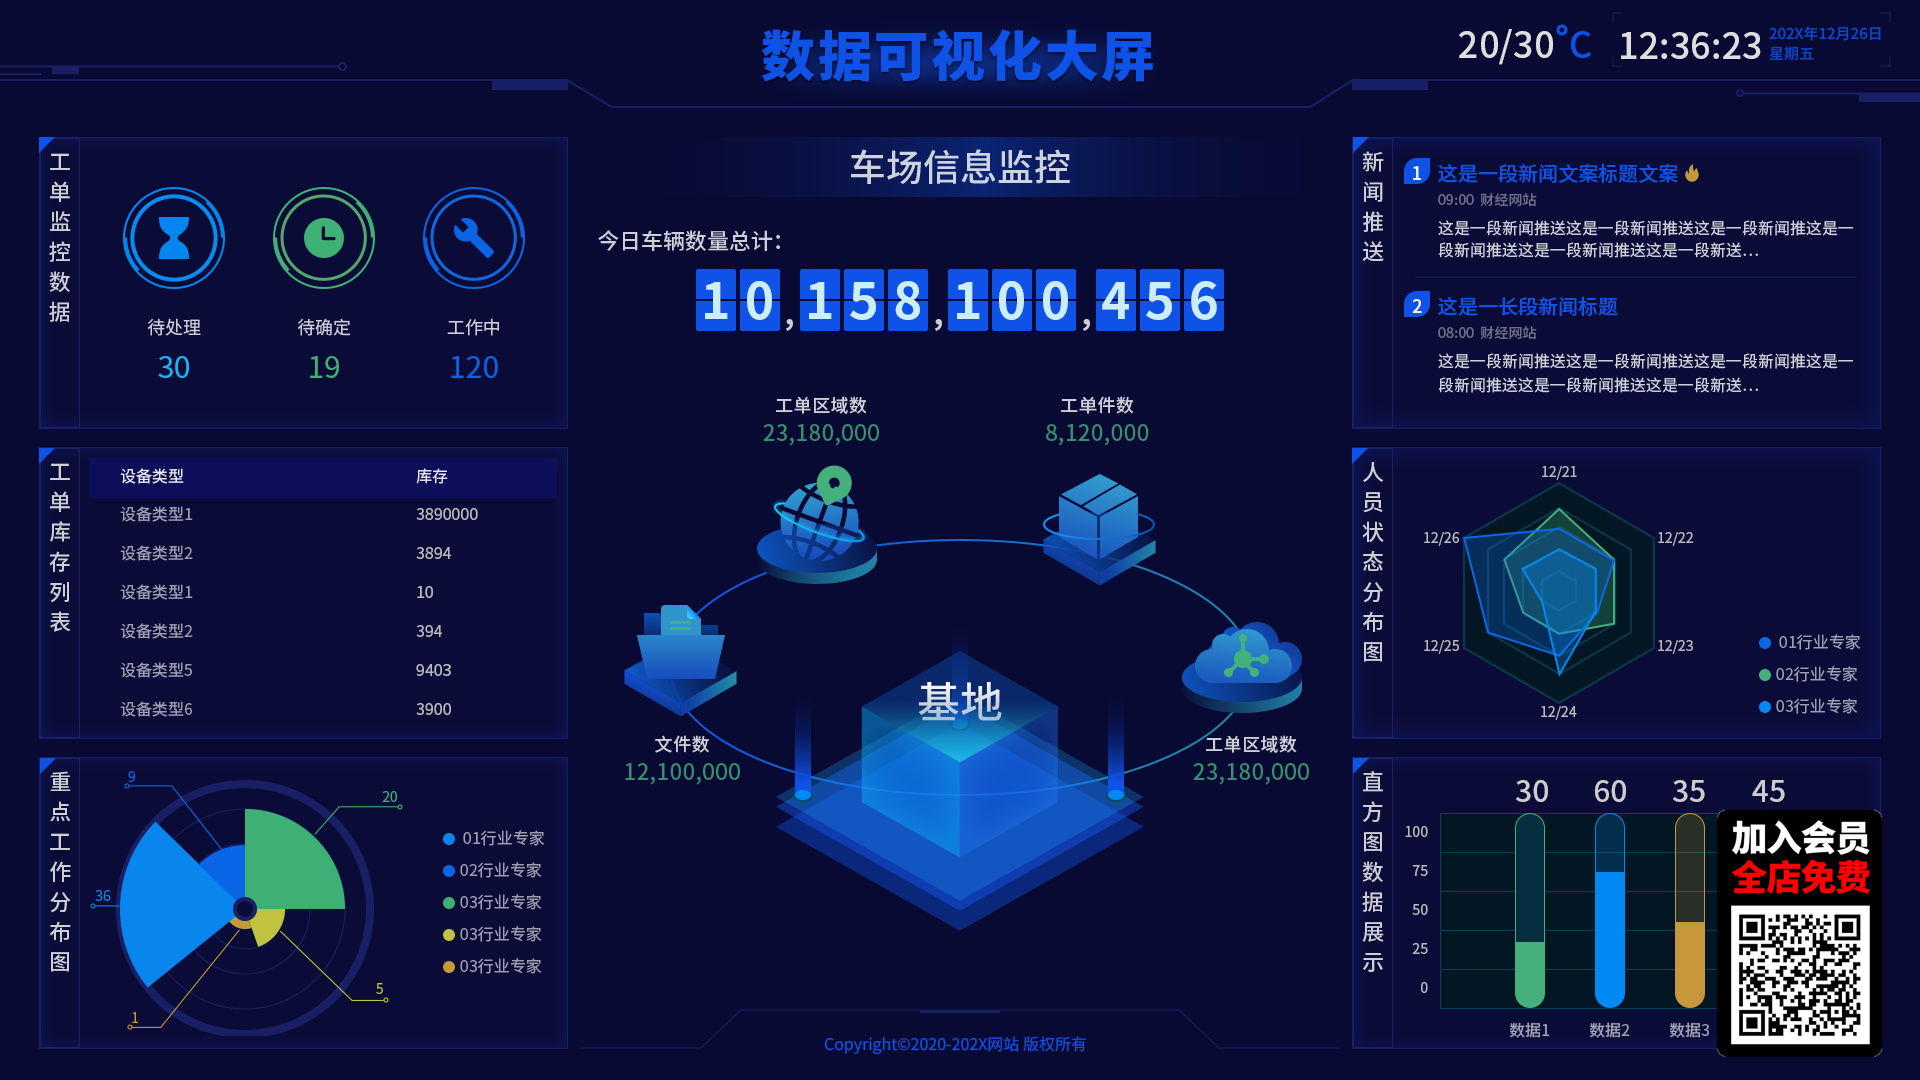 数据可视化大屏
20/30°C
12:36:23
202X年12月26日
星期五
工单监控数据
待处理
30
待确定
19
工作中
120
工单库存列表
设备类型 库存
设备类型1 3890000
设备类型2 3894
设备类型1 10
设备类型2 394
设备类型5 9403
设备类型6 3900
重点工作分布图
9
20
36
5
1
01行业专家
02行业专家
03行业专家
03行业专家
03行业专家
车场信息监控
今日车辆数量总计：
10,158,100,456
工单区域数
23,180,000
工单件数
8,120,000
基地
文件数
12,100,000
工单区域数
23,180,000
Copyright©2020-202X网站 版权所有
新闻推送
1 这是一段新闻文案标题文案
09:00 财经网站
这是一段新闻推送这是一段新闻推送这是一段新闻推这是一
段新闻推送这是一段新闻推送这是一段新送...
2 这是一长段新闻标题
08:00 财经网站
这是一段新闻推送这是一段新闻推送这是一段新闻推这是一
段新闻推送这是一段新闻推送这是一段新送...
人员状态分布图
12/21
12/26
12/22
12/25
12/23
12/24
01行业专家
02行业专家
03行业专家
直方图数据展示
30 60 35 45
100
75
50
25
0
数据1 数据2 数据3
加入会员
全店免费